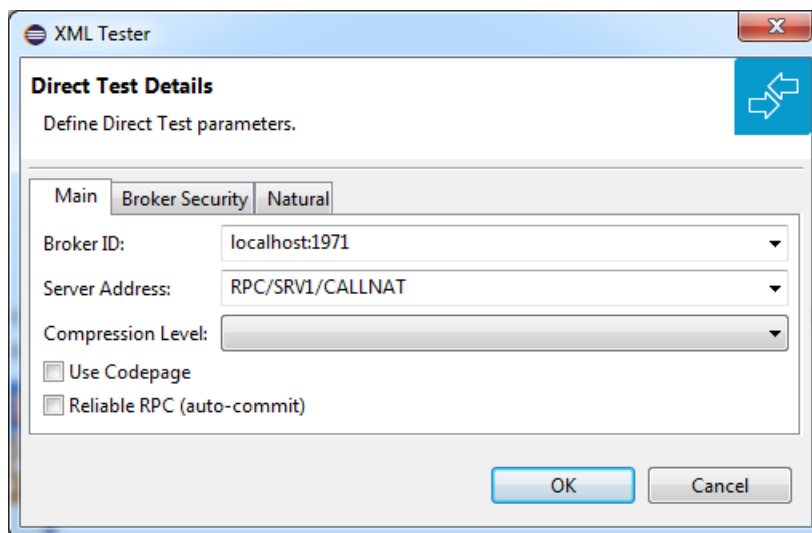 XML Tester
Direct Test Details
Define Direct Test parameters.
Main Broker Security Natural
Broker ID: localhost:1971
Server Address: RPC/SRV1/CALLNAT
Compression Level:
Use Codepage
Reliable RPC (auto-commit)
OK Cancel